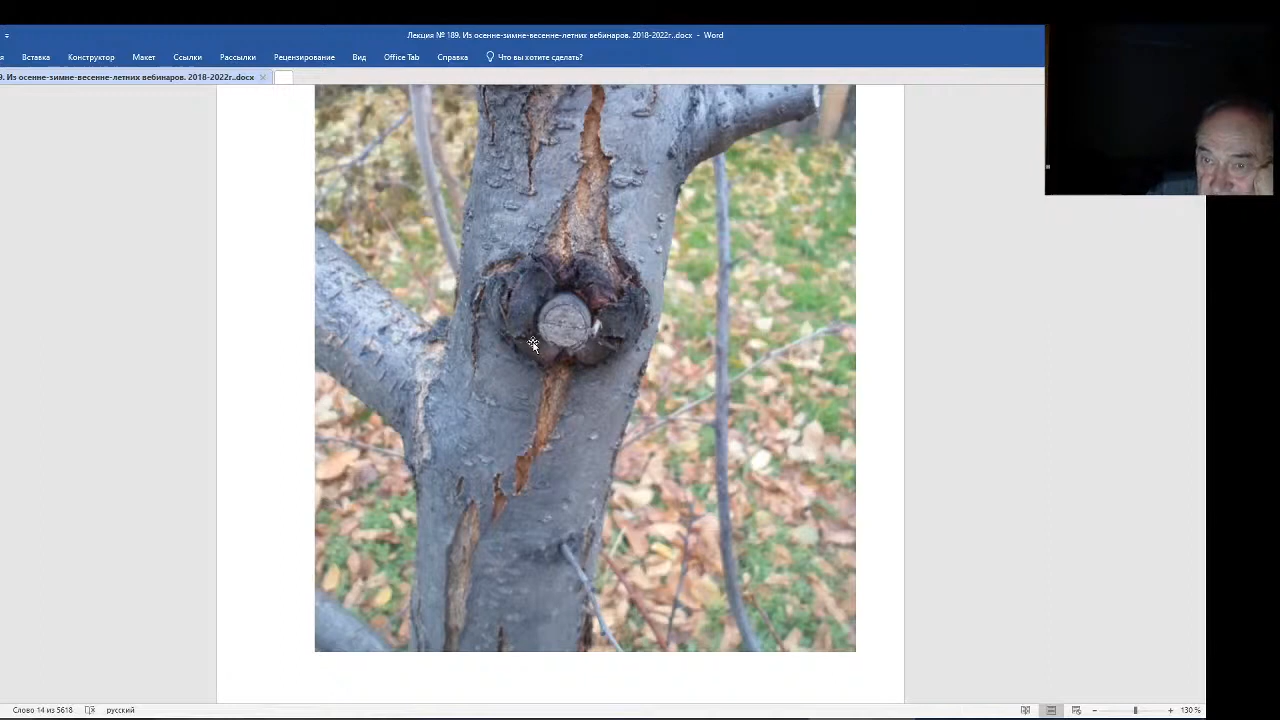 Лекция № 189. Из осенне-зимне-весенне-летних вебинаров. 2018-2022г..docx - Word
я Вставка Конструктор Макет Ссылки Рассылки Рецензирование Вид Office Tab Справка Что вы хотите сделать?
9. Из осенне-зимне-весенне-летних вебинаров. 2018-2022г..docx
Слово 14 из 5618 русский 130 %